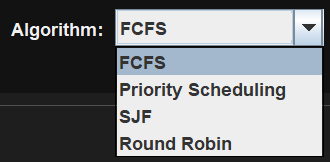 Algorithm: FCFS
FCFS
Priority Scheduling
SJF
Round Robin